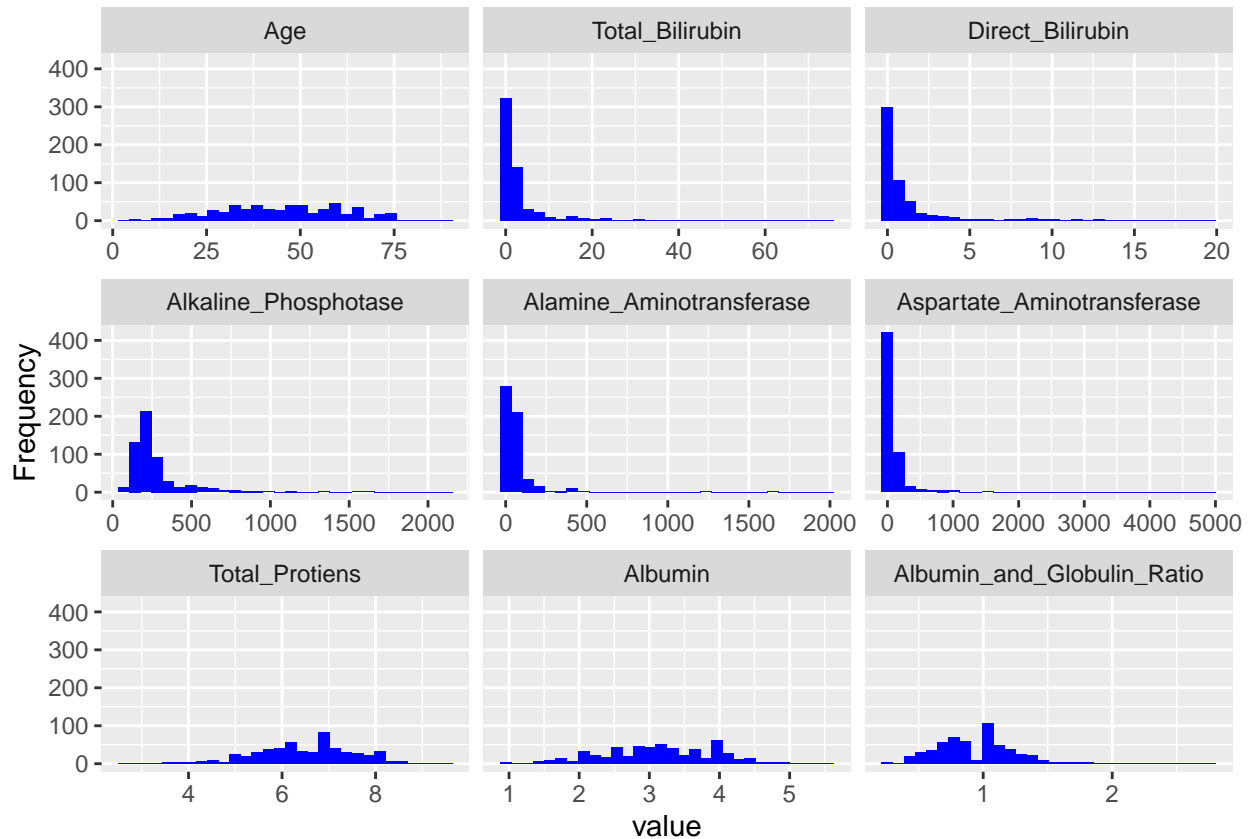 Age Total_Bilirubin Direct_Bilirubin
400
300
200
100
0
0 25 50 75 0 20 40 60 0 5 10 15 20
Alkaline_Phosphotase Alamine_Aminotransferase Aspartate_Aminotransferase
400
300
200
100
0
0 500 1000 1500 2000 0 500 1000 1500 2000 0 1000 2000 3000 4000 5000
Total_Protiens Albumin Albumin_and_Globulin_Ratio
400
300
200
100
0
4 6 8 1 2 3 4 5 1 2
Frequency
value